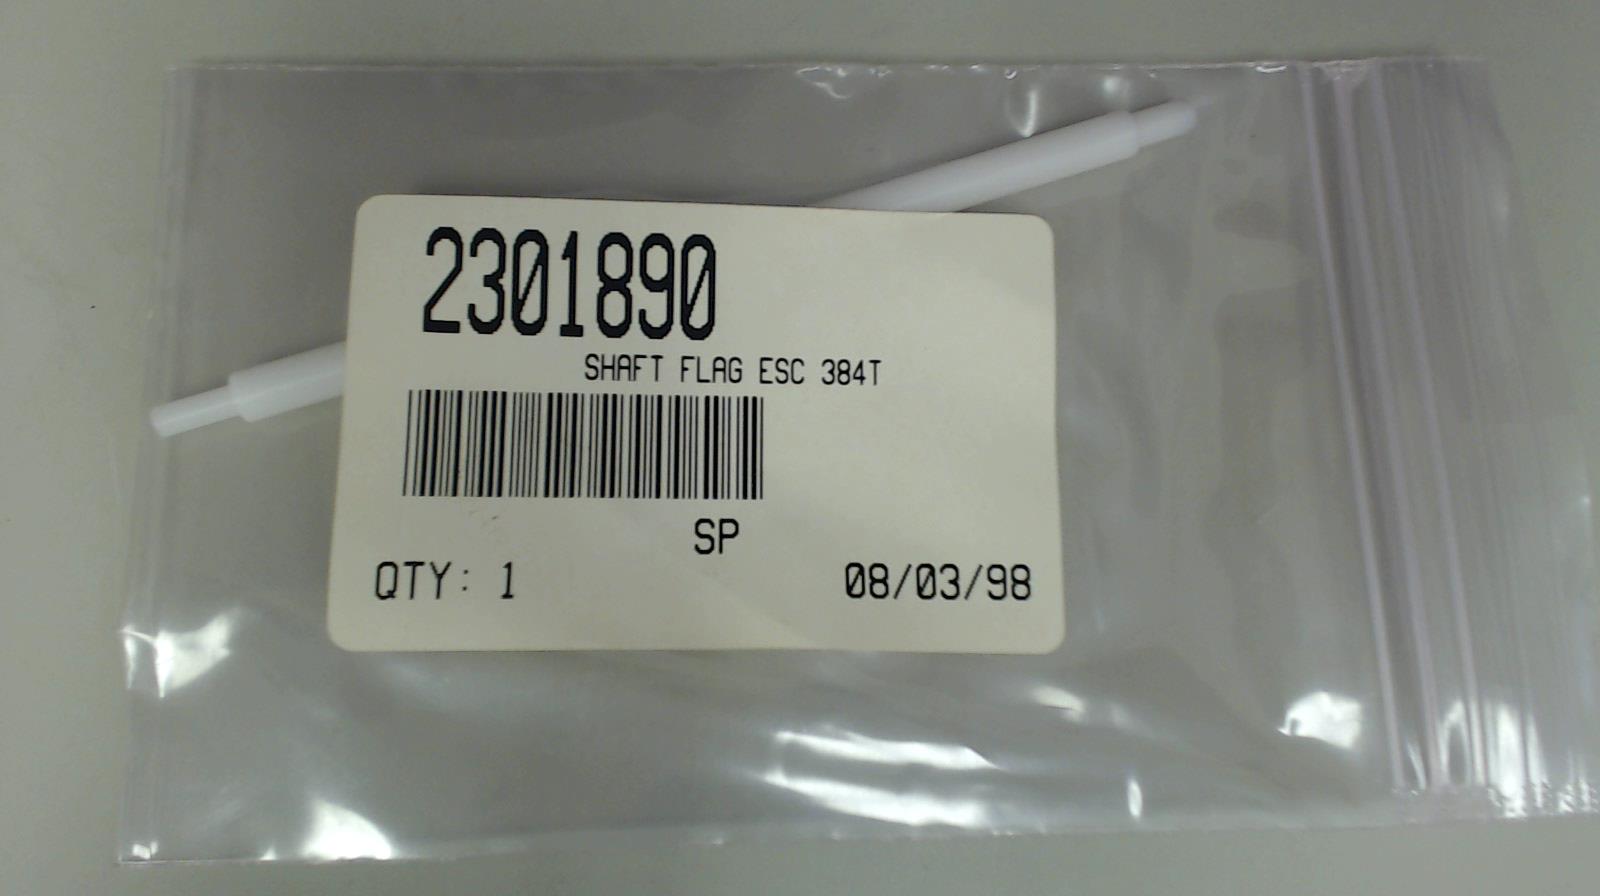 2301890
SHAFT FLAG ESC 384T
SP
QTY: 1 08/03/98